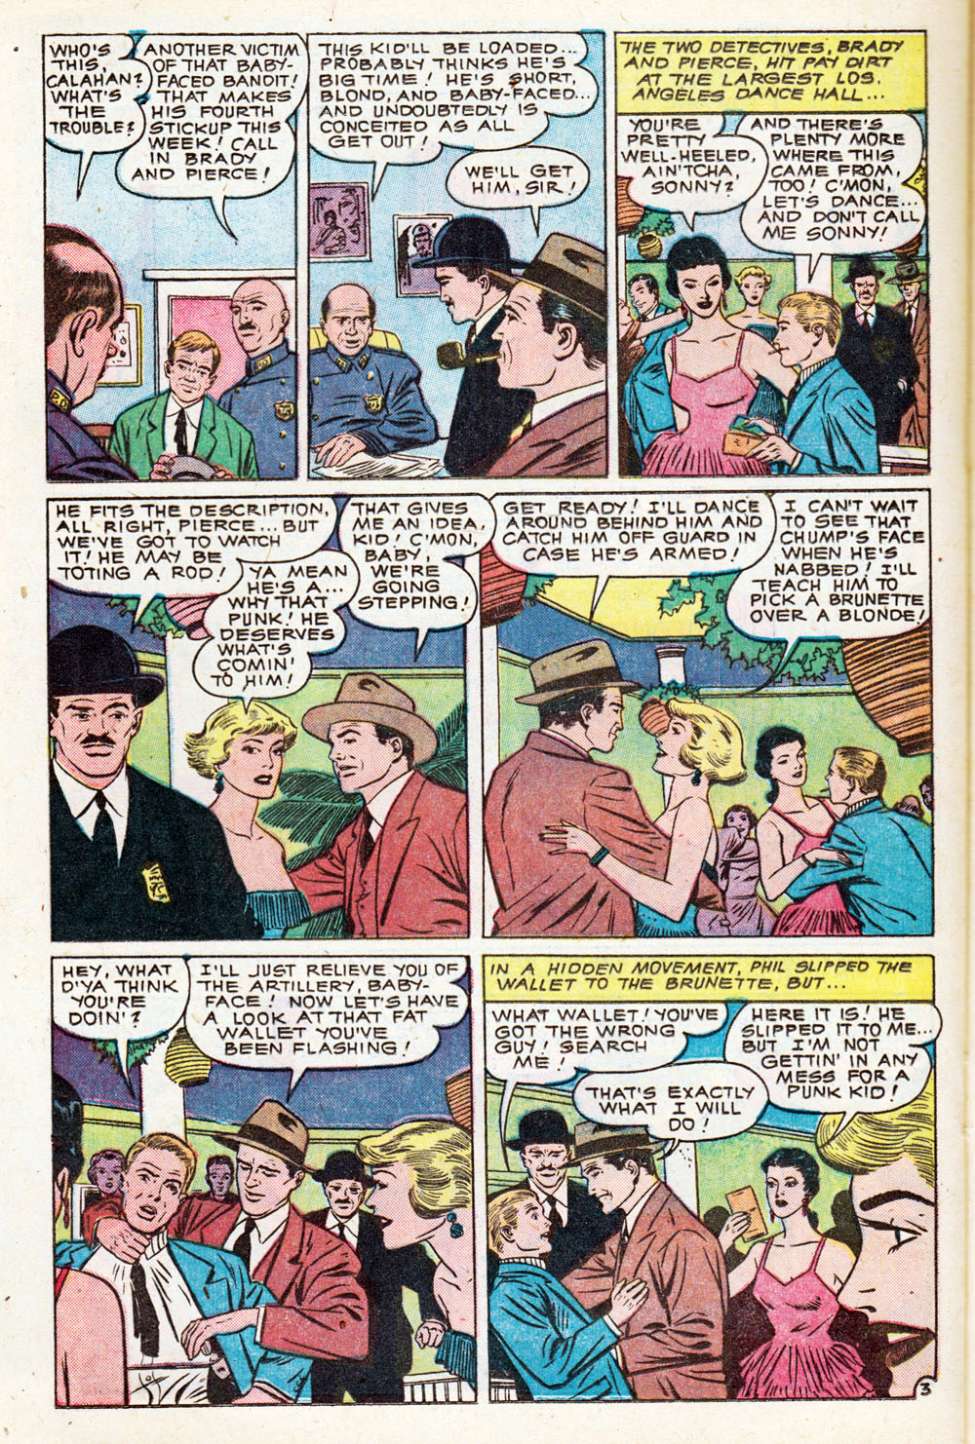 WHO'S
THIS,
CALAHAN?
WHAT'S
THE
TROUBLE?
ANOTHER VICTIM
OF THAT BABY-
FACED BANDIT!
THAT MAKES
HIS FOURTH
STICKUP THIS
WEEK! CALL
IN BRADY
AND PIERCE!
THIS KID'LL BE LOADED...
PROBABLY THINKS HE'S
BIG TIME! HE'S SHORT,
BLOND, AND BABY-FACED...
AND UNDOUBTEDLY IS
CONCEITED AS ALL
GET OUT!
WE'LL GET
HIM, SIR!
THE TWO DETECTIVES, BRADY
AND PIERCE, HIT PAY DIRT
AT THE LARGEST LOS
ANGELES DANCE HALL...
YOU'RE
PRETTY
WELL-HEELED,
AIN'TCHA,
SONNY?
AND THERE'S
PLENTY MORE
WHERE THIS
CAME FROM,
TOO! C'MON,
LET'S DANCE...
AND DON'T CALL
ME SONNY!
HE FITS THE DESCRIPTION,
ALL RIGHT, PIERCE... BUT
WE'VE GOT TO WATCH
IT! HE MAY BE
TOTING A ROD!
YA MEAN
HE'S A...
WHY THAT
PUNK! HE
DESERVES
WHAT'S
COMIN'
TO HIM!
THAT GIVES
ME AN IDEA,
KID! C'MON,
BABY,
WE'RE
GOING
STEPPING!
GET READY! I'LL DANCE
AROUND BEHIND HIM AND
CATCH HIM OFF GUARD IN
CASE HE'S ARMED!
I CAN'T WAIT
TO SEE THAT
CHUMP'S FACE
WHEN HE'S
NABBED! I'LL
TEACH HIM TO
PICK A BRUNETTE
OVER A BLONDE!
HEY, WHAT
D'YA THINK
YOU'RE
DOIN'?
I'LL JUST RELIEVE YOU OF
THE ARTILLERY, BABY-
FACE! NOW LET'S HAVE
A LOOK AT THAT FAT
WALLET YOU'VE
BEEN FLASHING!
IN A HIDDEN MOVEMENT, PHIL SLIPPED THE
WALLET TO THE BRUNETTE, BUT...
WHAT WALLET! YOU'VE
GOT THE WRONG
GUY! SEARCH
ME!
THAT'S EXACTLY
WHAT I WILL
DO!
HERE IT IS! HE
SLIPPED IT TO ME...
BUT I'M NOT
GETTIN' IN ANY
MESS FOR A
PUNK KID!
3